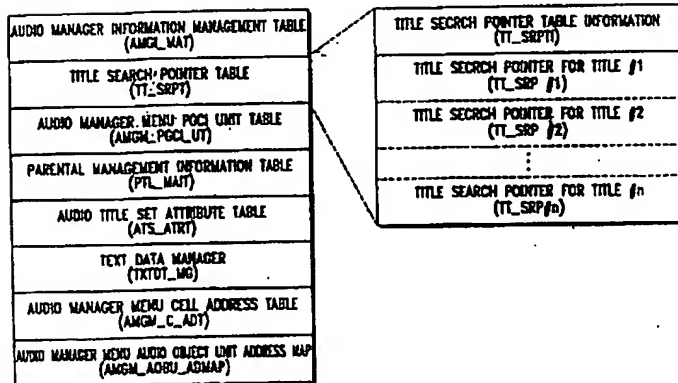 AUDIO MANAGER INFORMATION MANAGEMENT TABLE
(AMGI_MAT)
TITLE SEARCH POINTER TABLE
(TT_SRPT)
AUDIO MANAGER MENU PGCI UNIT TABLE
(AMGM_PGCI_UT)
PARENTAL MANAGEMENT INFORMATION TABLE
(PTL_MAIT)
AUDIO TITLE SET ATTRIBUTE TABLE
(ATS_ATRT)
TEXT DATA MANAGER
(TXTDT_MG)
AUDIO MANAGER MENU CELL ADDRESS TABLE
(AMGM_C_ADT)
AUDIO MANAGER MENU AUDIO OBJECT UNIT ADDRESS MAP
(AMGM_AOBU_ADMAP)
TITLE SECRCH POINTER TABLE INFORMATION
(TT_SRPTI)
TITLE SECRCH POINTER FOR TITLE #1
(TT_SRP #1)
TITLE SECRCH POINTER FOR TITLE #2
(TT_SRP #2)
TITLE SEARCH POINTER FOR TITLE #n
(TT_SRP#n)